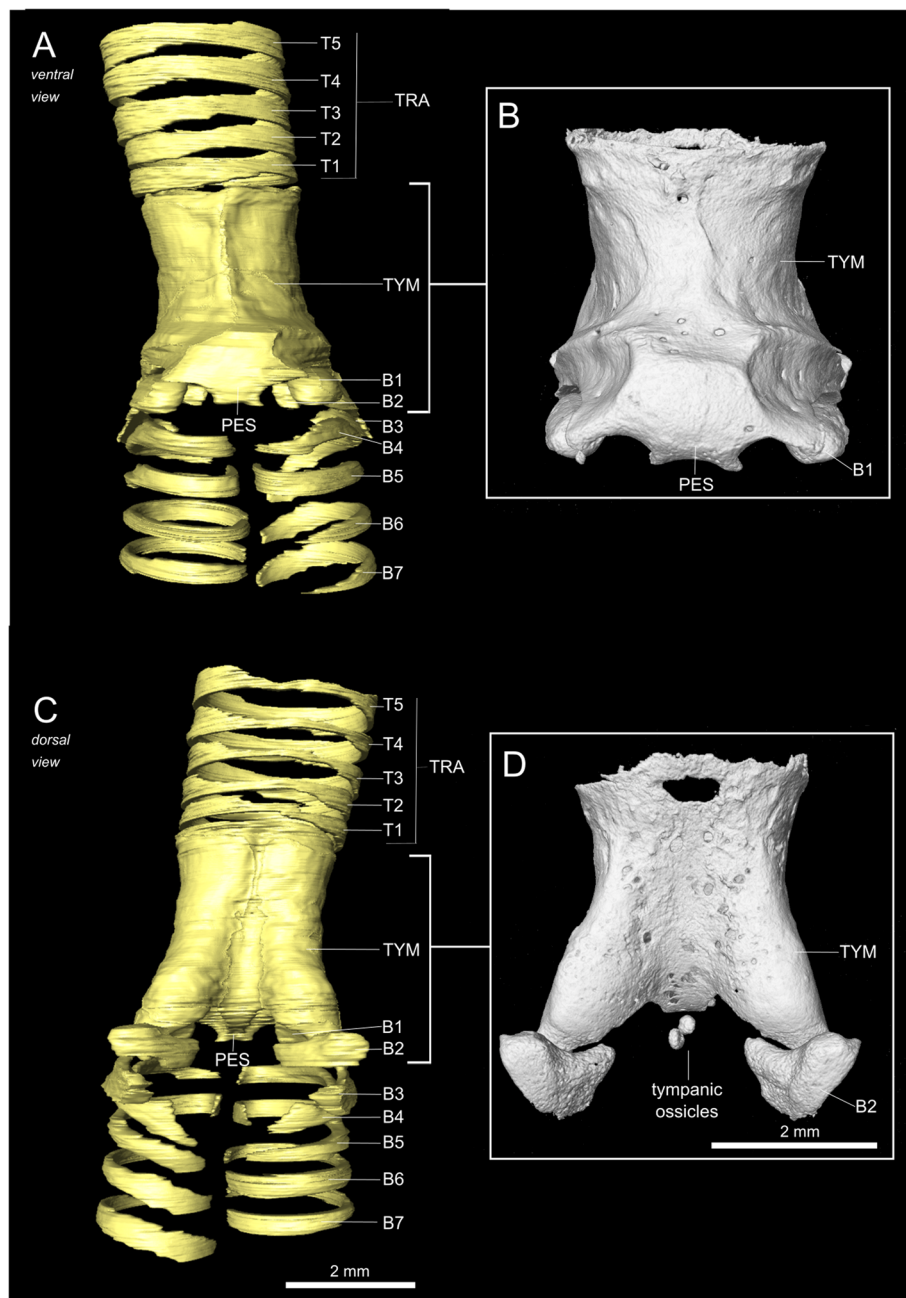 A
ventral
view
T5
T4
T3
T2
T1
TRA
TYM
B1
B2
PES
B3
B4
B5
B6
B7
B
TYM
B1
PES
C
dorsal
view
T5
T4
T3
T2
T1
TRA
TYM
B1
B2
PES
B3
B4
B5
B6
B7
2 mm
D
TYM
tympanic
ossicles
B2
2 mm